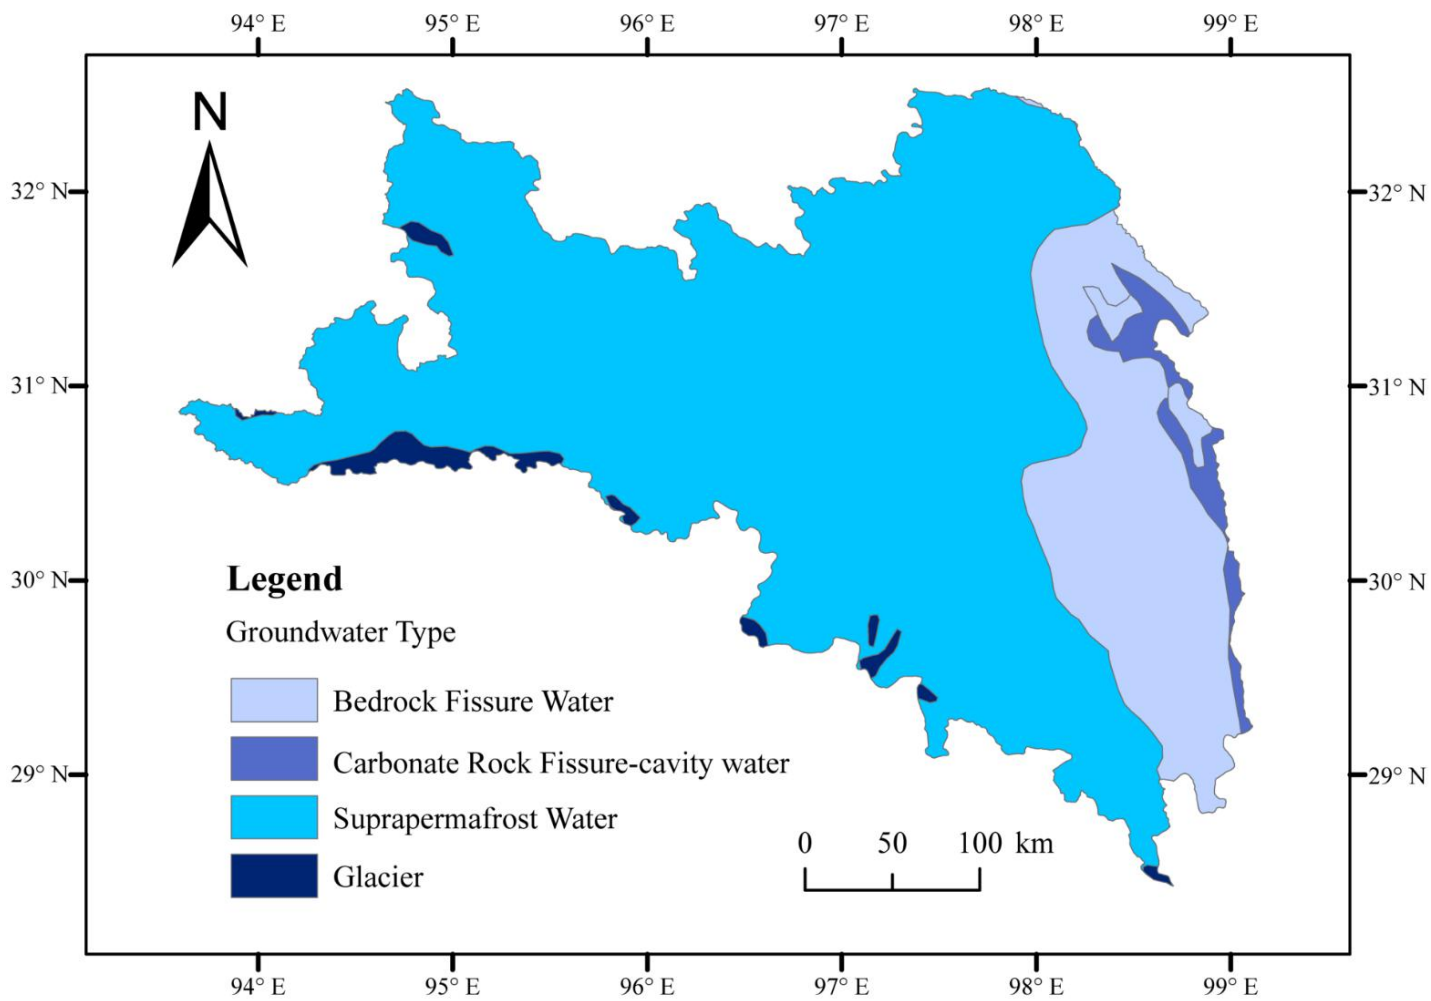 94° E 95° E 96° E 97° E 98° E 99° E
N
32° N 32° N
31° N 31° N
30° N 30° N
29° N 29° N
Legend
Groundwater Type
Bedrock Fissure Water
Carbonate Rock Fissure-cavity water
Suprapermafrost Water
Glacier
0 50 100 km
94° E 95° E 96° E 97° E 98° E 99° E